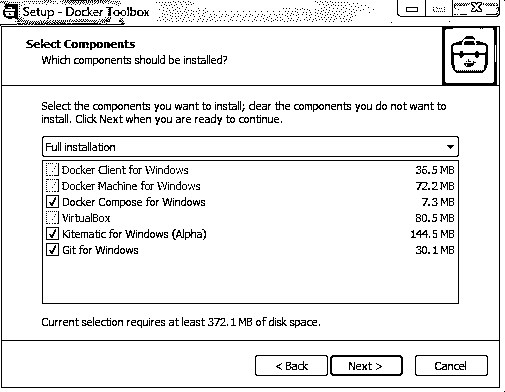 Setup - Docker Toolbox
Select Components
Which components should be installed?
Select the components you want to install; clear the components you do not want to
install. Click Next when you are ready to continue.
Full installation
Docker Client for Windows 36.5 MB
Docker Machine for Windows 72.2 MB
Docker Compose for Windows 7.3 MB
VirtualBox 80.5 MB
Kitematic for Windows (Alpha) 144.5 MB
Git for Windows 30.1 MB
Current selection requires at least 372.1 MB of disk space.
< Back Next > Cancel